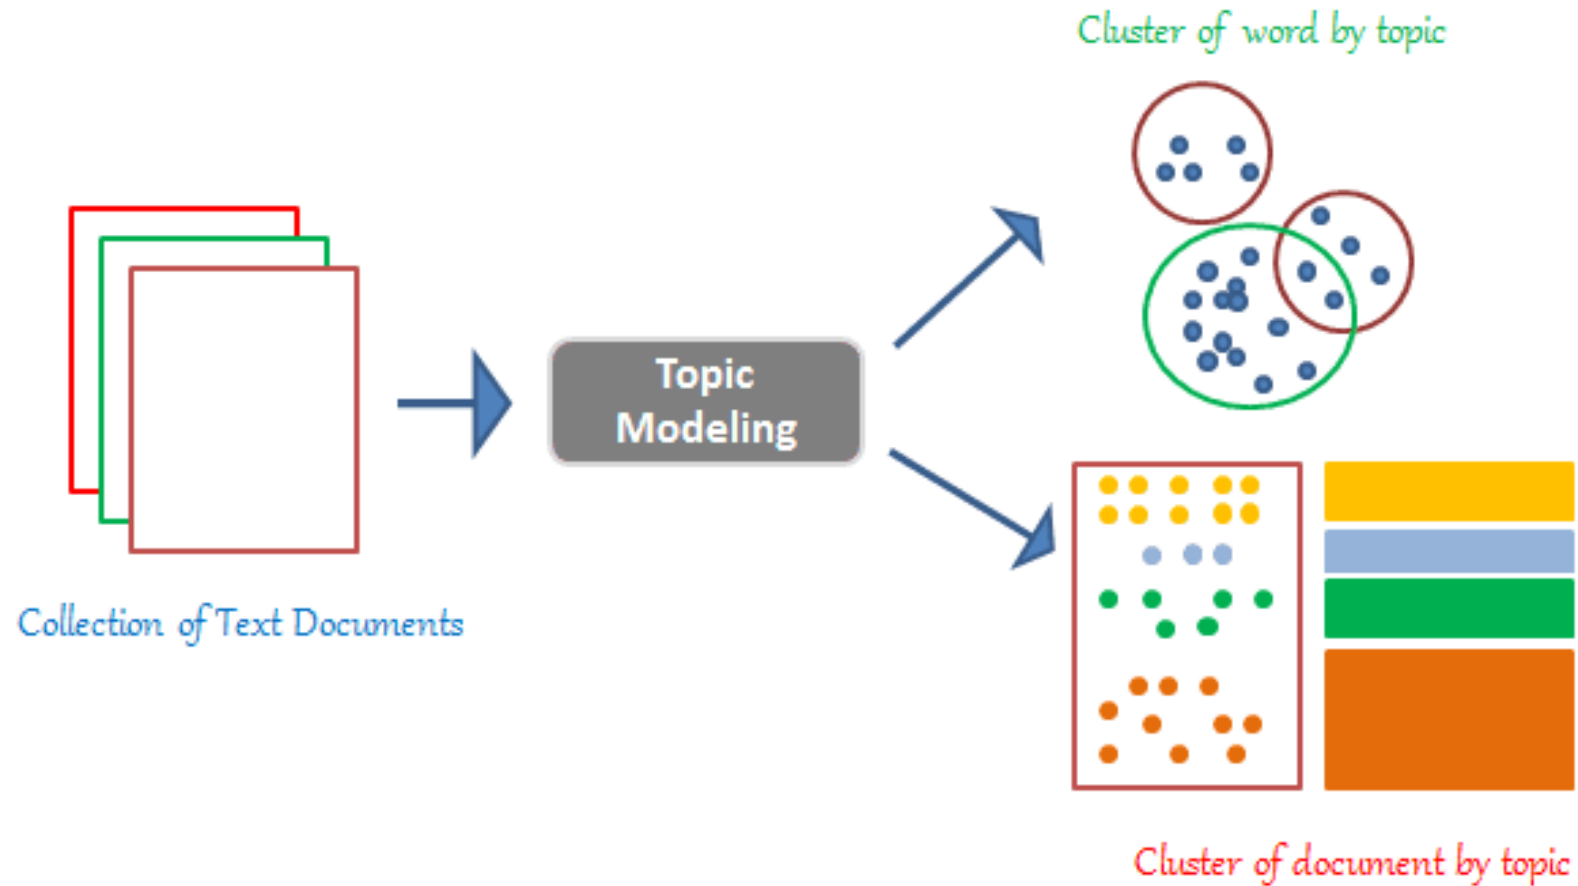 Cluster of word by topic
Topic
Modeling
Collection of Text Documents
Cluster of document by topic